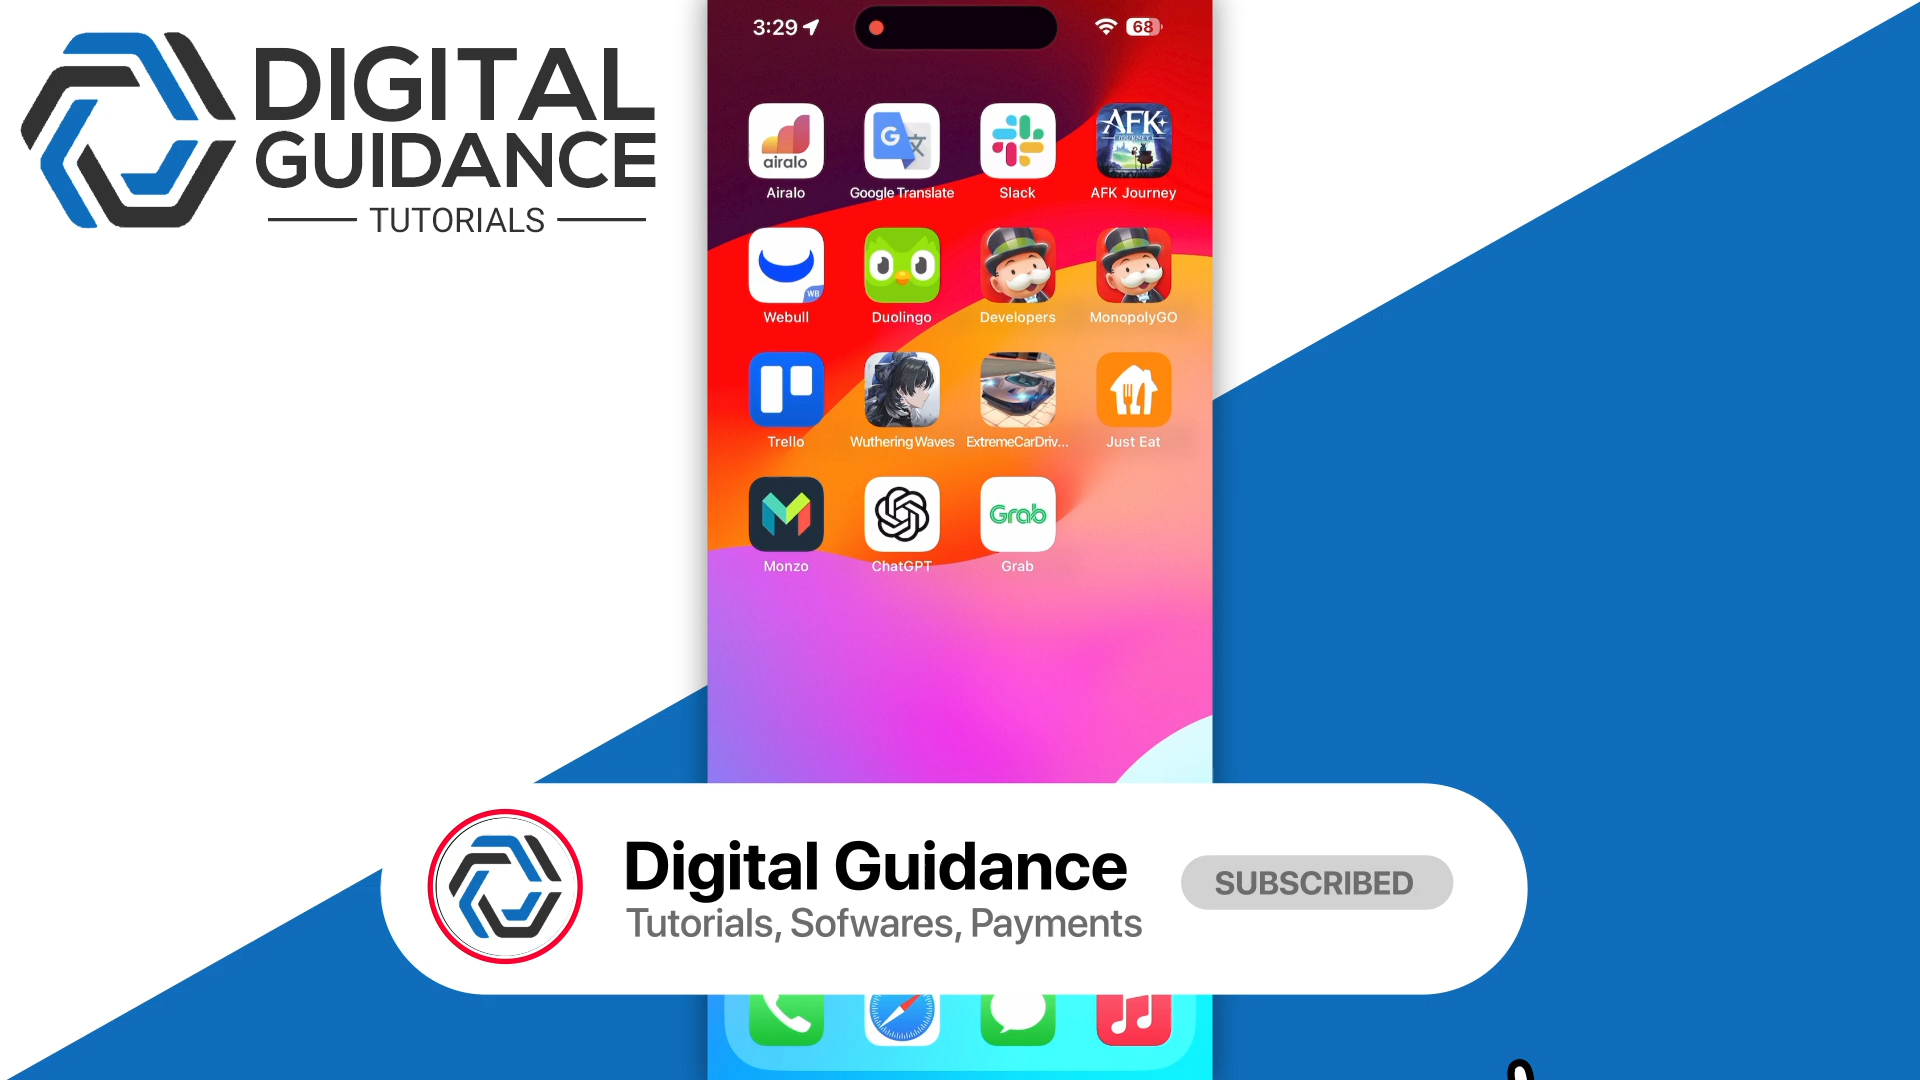 DIGITAL
GUIDANCE
TUTORIALS
3:29
68
airalo
Airalo
Google Translate
Slack
AFK
JOURNEY
AFK Journey
WB
Webull
Duolingo
Developers
MonopolyGO
Trello
Wuthering Waves
ExtremeCarDriv...
Just Eat
Monzo
ChatGPT
Grab
Grab
Digital Guidance
Tutorials, Sofwares, Payments
SUBSCRIBED